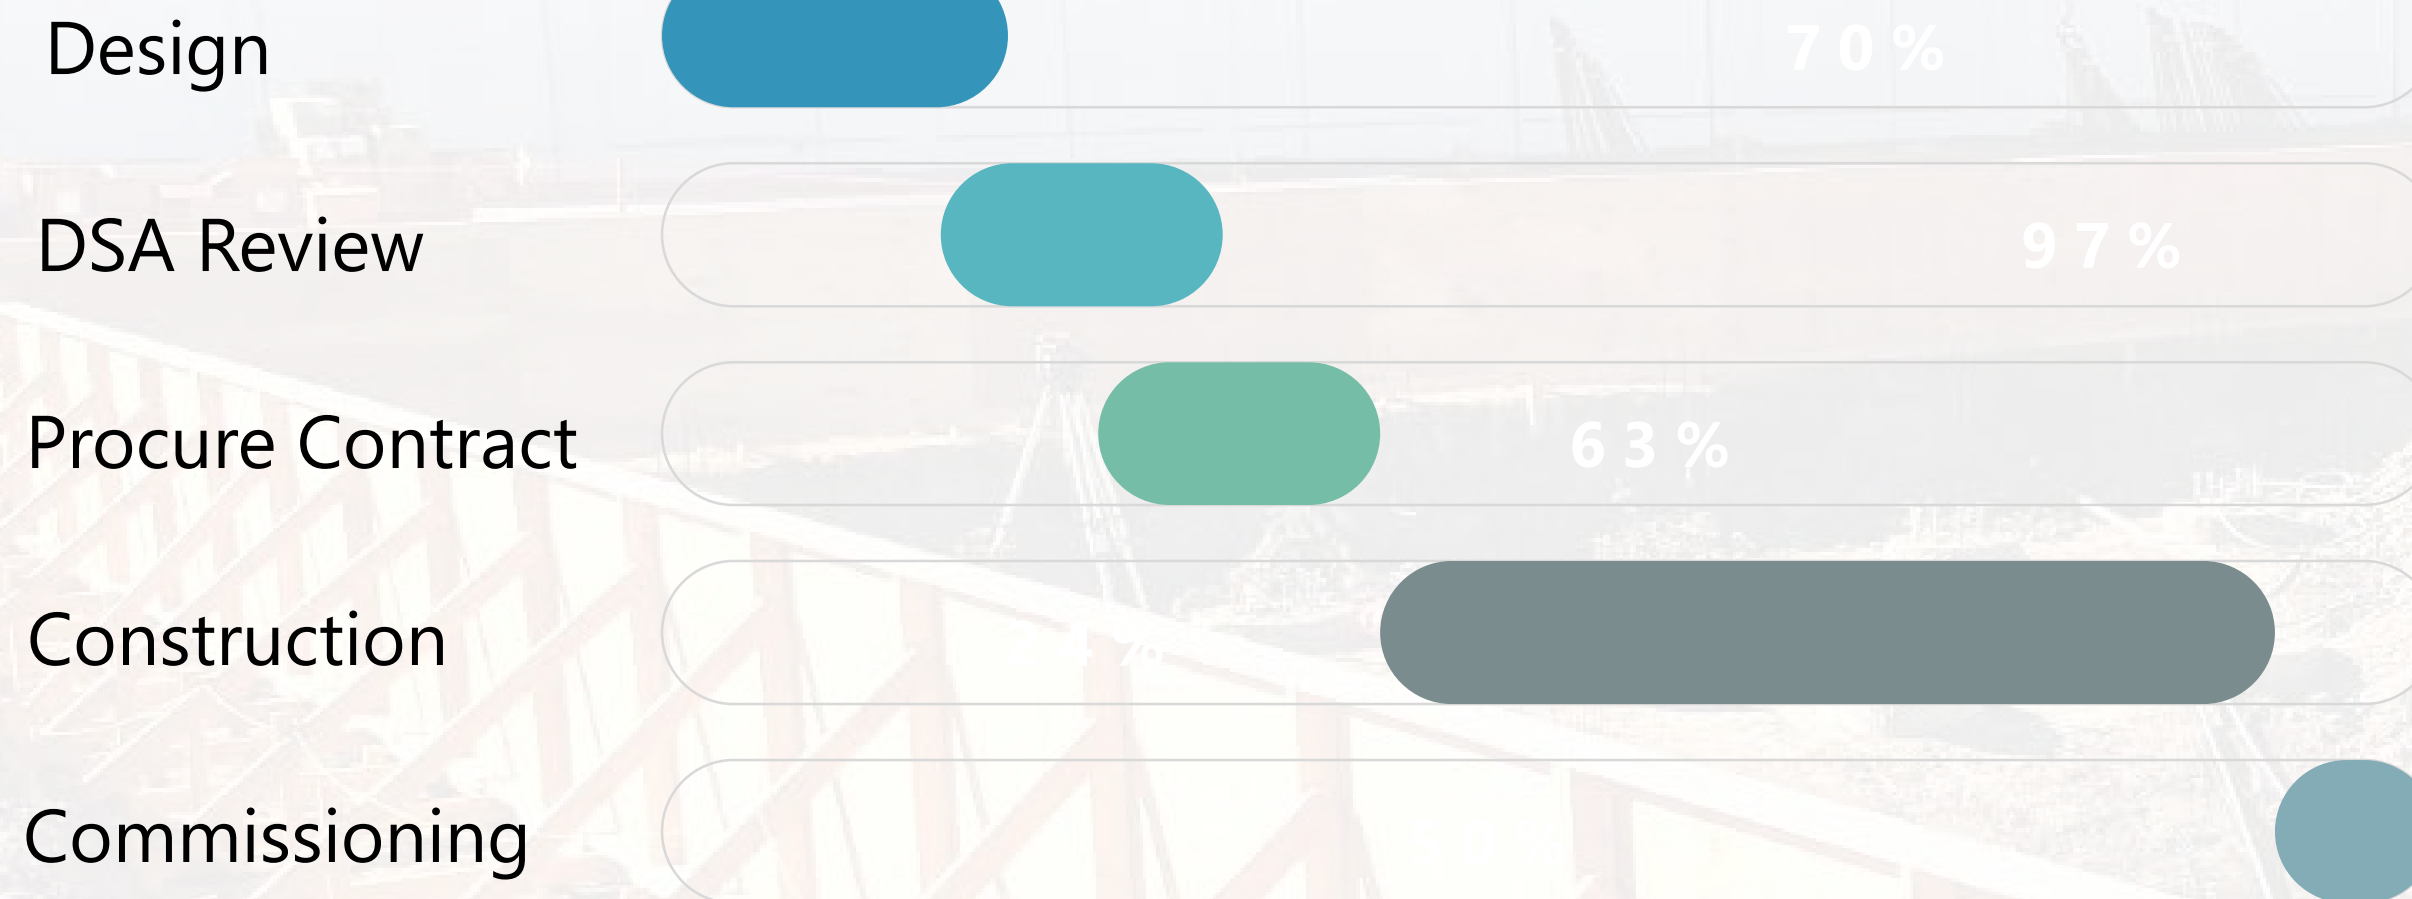 Design 70%
DSA Review 97%
Procure Contract 63%
Construction
Commissioning